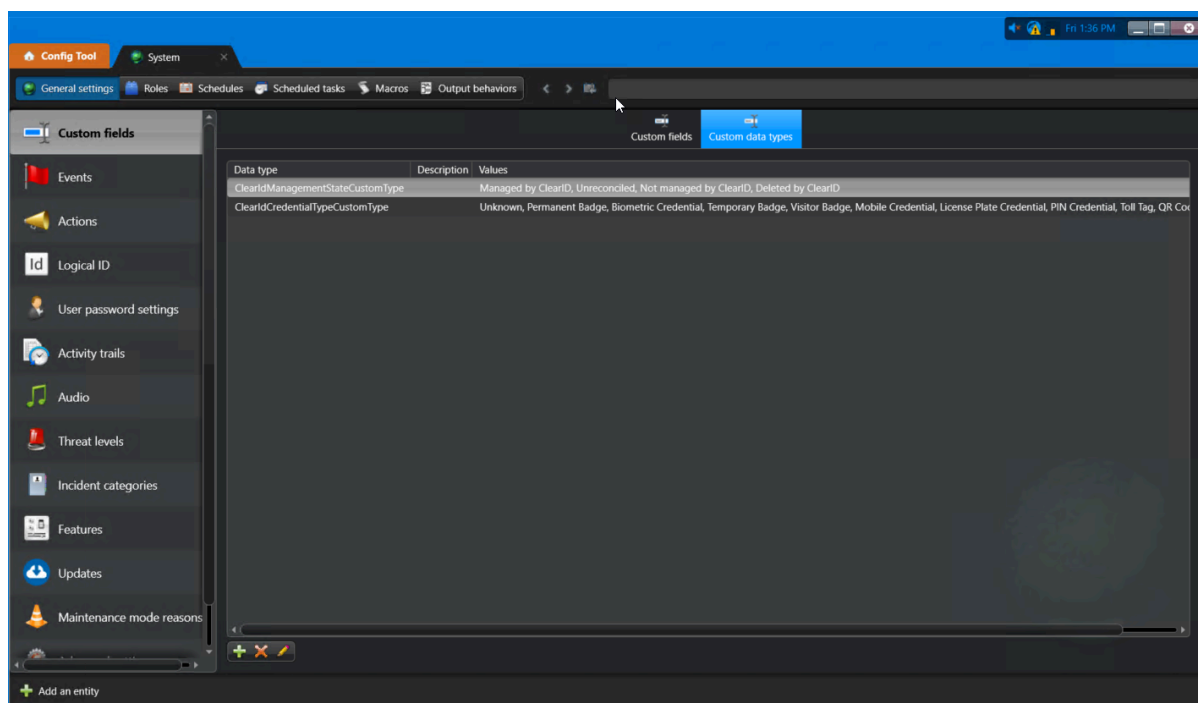 Fri 1:36 PM
Config Tool
System
General settings
Roles
Schedules
Scheduled tasks
Macros
Output behaviors
Custom fields
Events
Actions
Id
Logical ID
User password settings
Activity trails
Audio
Threat levels
Incident categories
Features
Updates
Maintenance mode reasons
Custom fields
Custom data types
Data type Description Values
ClearIdManagementStateCustomType Managed by ClearID, Unreconciled, Not managed by ClearID, Deleted by ClearID
ClearIdCredentialTypeCustomType Unknown, Permanent Badge, Biometric Credential, Temporary Badge, Visitor Badge, Mobile Credential, License Plate Credential, PIN Credential, Toll Tag, QR Co
Add an entity